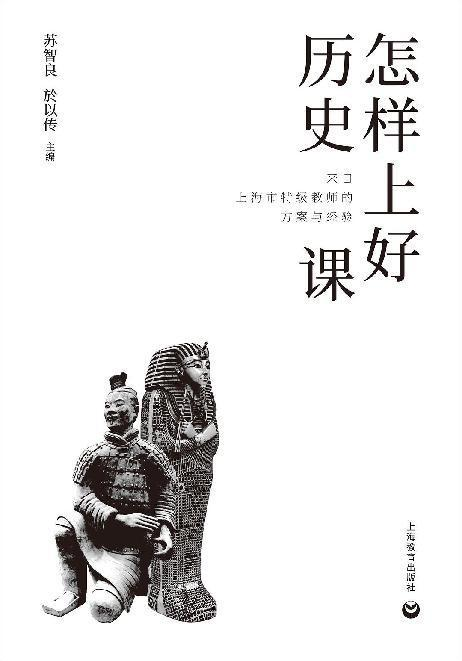 怎样上好
历史 课
来自
上海市特级教师的
方案与经验
苏智良 於以传 主编
上海教育出版社